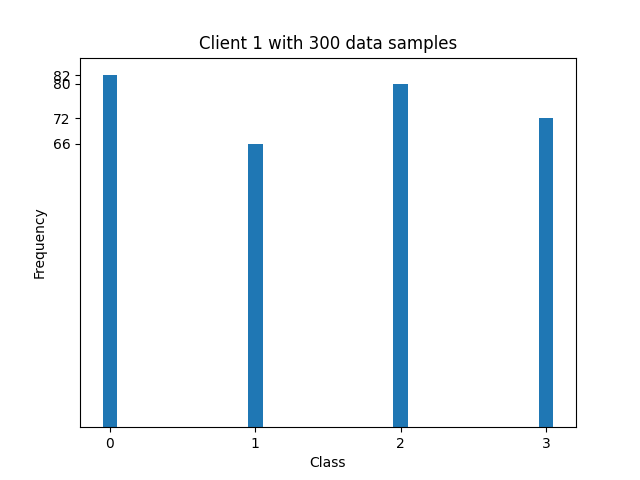 Client 1 with 300 data samples
82
80
72
66
Frequency
0 1 2 3
Class